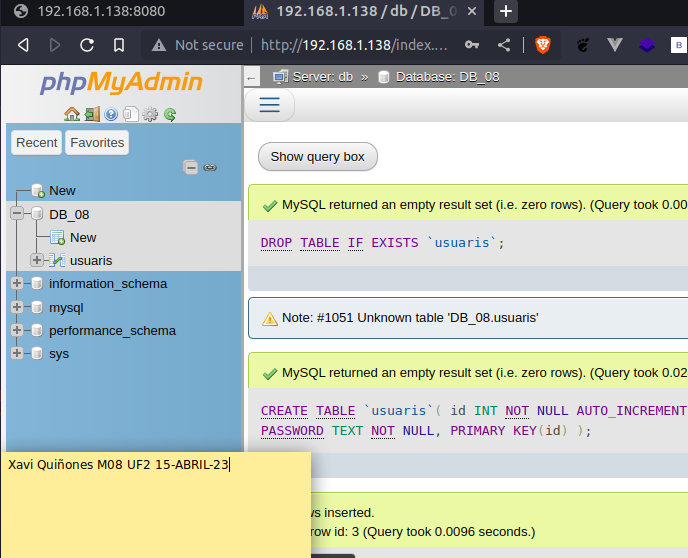 192.168.1.138:8080
192.168.1.138 / db / DB_0
Not secure
http://192.168.1.138/index....
phpMyAdmin
Server: db » Database: DB_08
Recent
Favorites
New
DB_08
New
usuaris
information_schema
mysql
performance_schema
sys
Show query box
MySQL returned an empty result set (i.e. zero rows). (Query took 0.00
DROP TABLE IF EXISTS `usuaris`;
Note: #1051 Unknown table 'DB_08.usuaris'
MySQL returned an empty result set (i.e. zero rows). (Query took 0.02
CREATE TABLE `usuaris`( id INT NOT NULL AUTO_INCREMENT
PASSWORD TEXT NOT NULL, PRIMARY KEY(id) );
inserted.
row id: 3 (Query took 0.0096 seconds.)
Xavi Quiñones M08 UF2 15-ABRIL-23